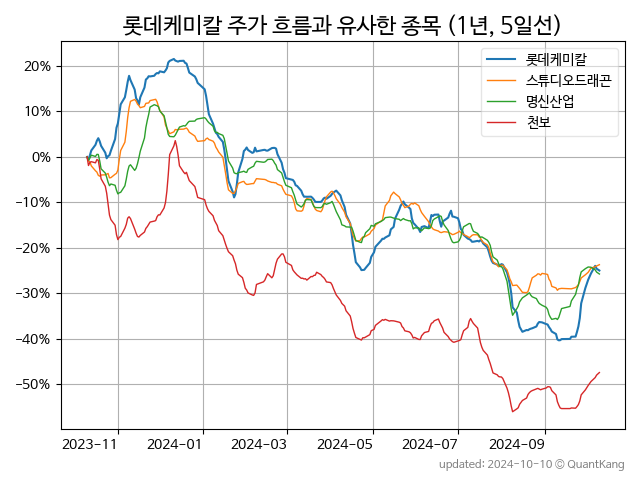 롯데케미칼 주가 흐름과 유사한 종목 (1년, 5일선)
롯데케미칼
스튜디오드래곤
명신산업
천보
20%
10%
0%
−10%
−20%
−30%
−40%
−50%
2023-11 2024-01 2024-03 2024-05 2024-07 2024-09
updated: 2024-10-10 © QuantKang